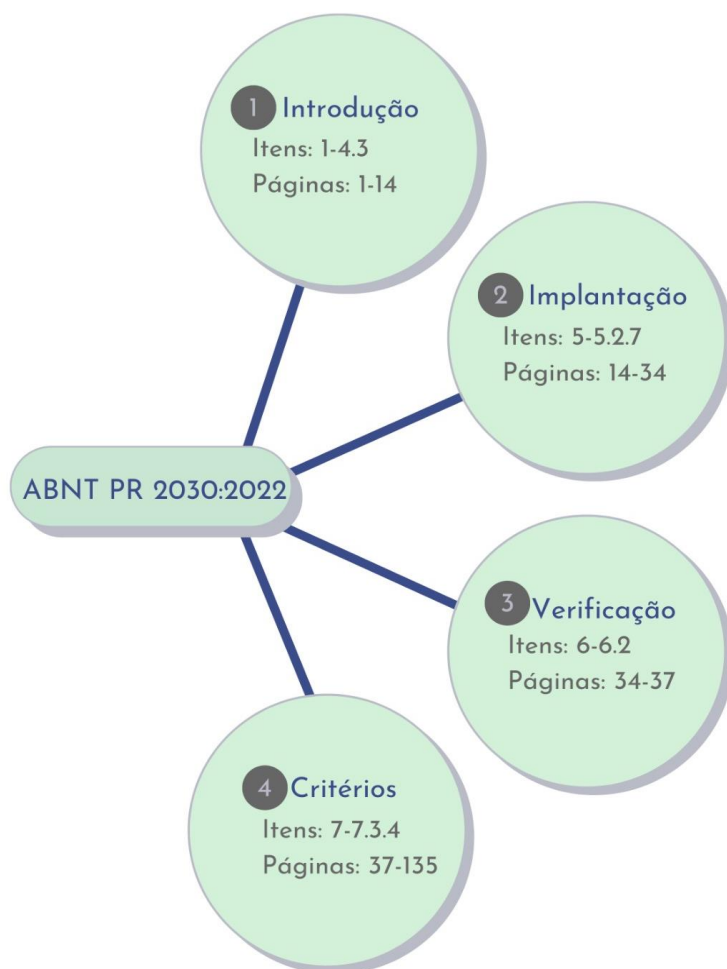 1 Introdução
Itens: 1-4.3
Páginas: 1-14
2 Implantação
Itens: 5-5.2.7
Páginas: 14-34
ABNT PR 2030:2022
3 Verificação
Itens: 6-6.2
Páginas: 34-37
4 Critérios
Itens: 7-7.3.4
Páginas: 37-135